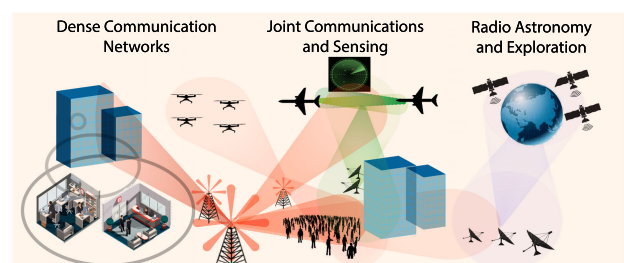 Dense Communication
Networks
Joint Communications
and Sensing
Radio Astronomy
and Exploration